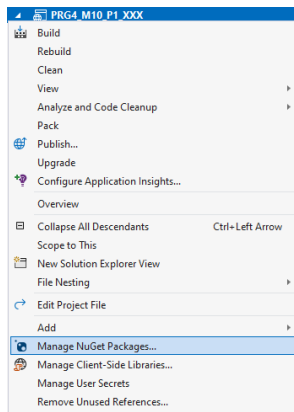 PRG4_M10_P1_XXX
Build
Rebuild
Clean
View
Analyze and Code Cleanup
Pack
Publish...
Upgrade
Configure Application Insights...
Overview
Collapse All Descendants Ctrl+Left Arrow
Scope to This
New Solution Explorer View
File Nesting
Edit Project File
Add
Manage NuGet Packages...
Manage Client-Side Libraries...
Manage User Secrets
Remove Unused References...